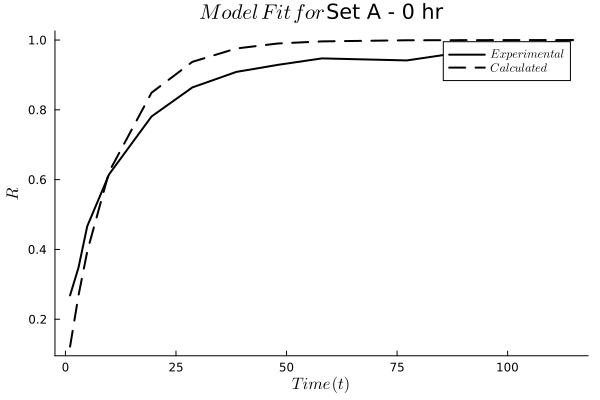 Model Fit for Set A - 0 hr
1.0
0.8
0.6
0.4
0.2
R
Experimental
Calculated
0 25 50 75 100
Time(t)